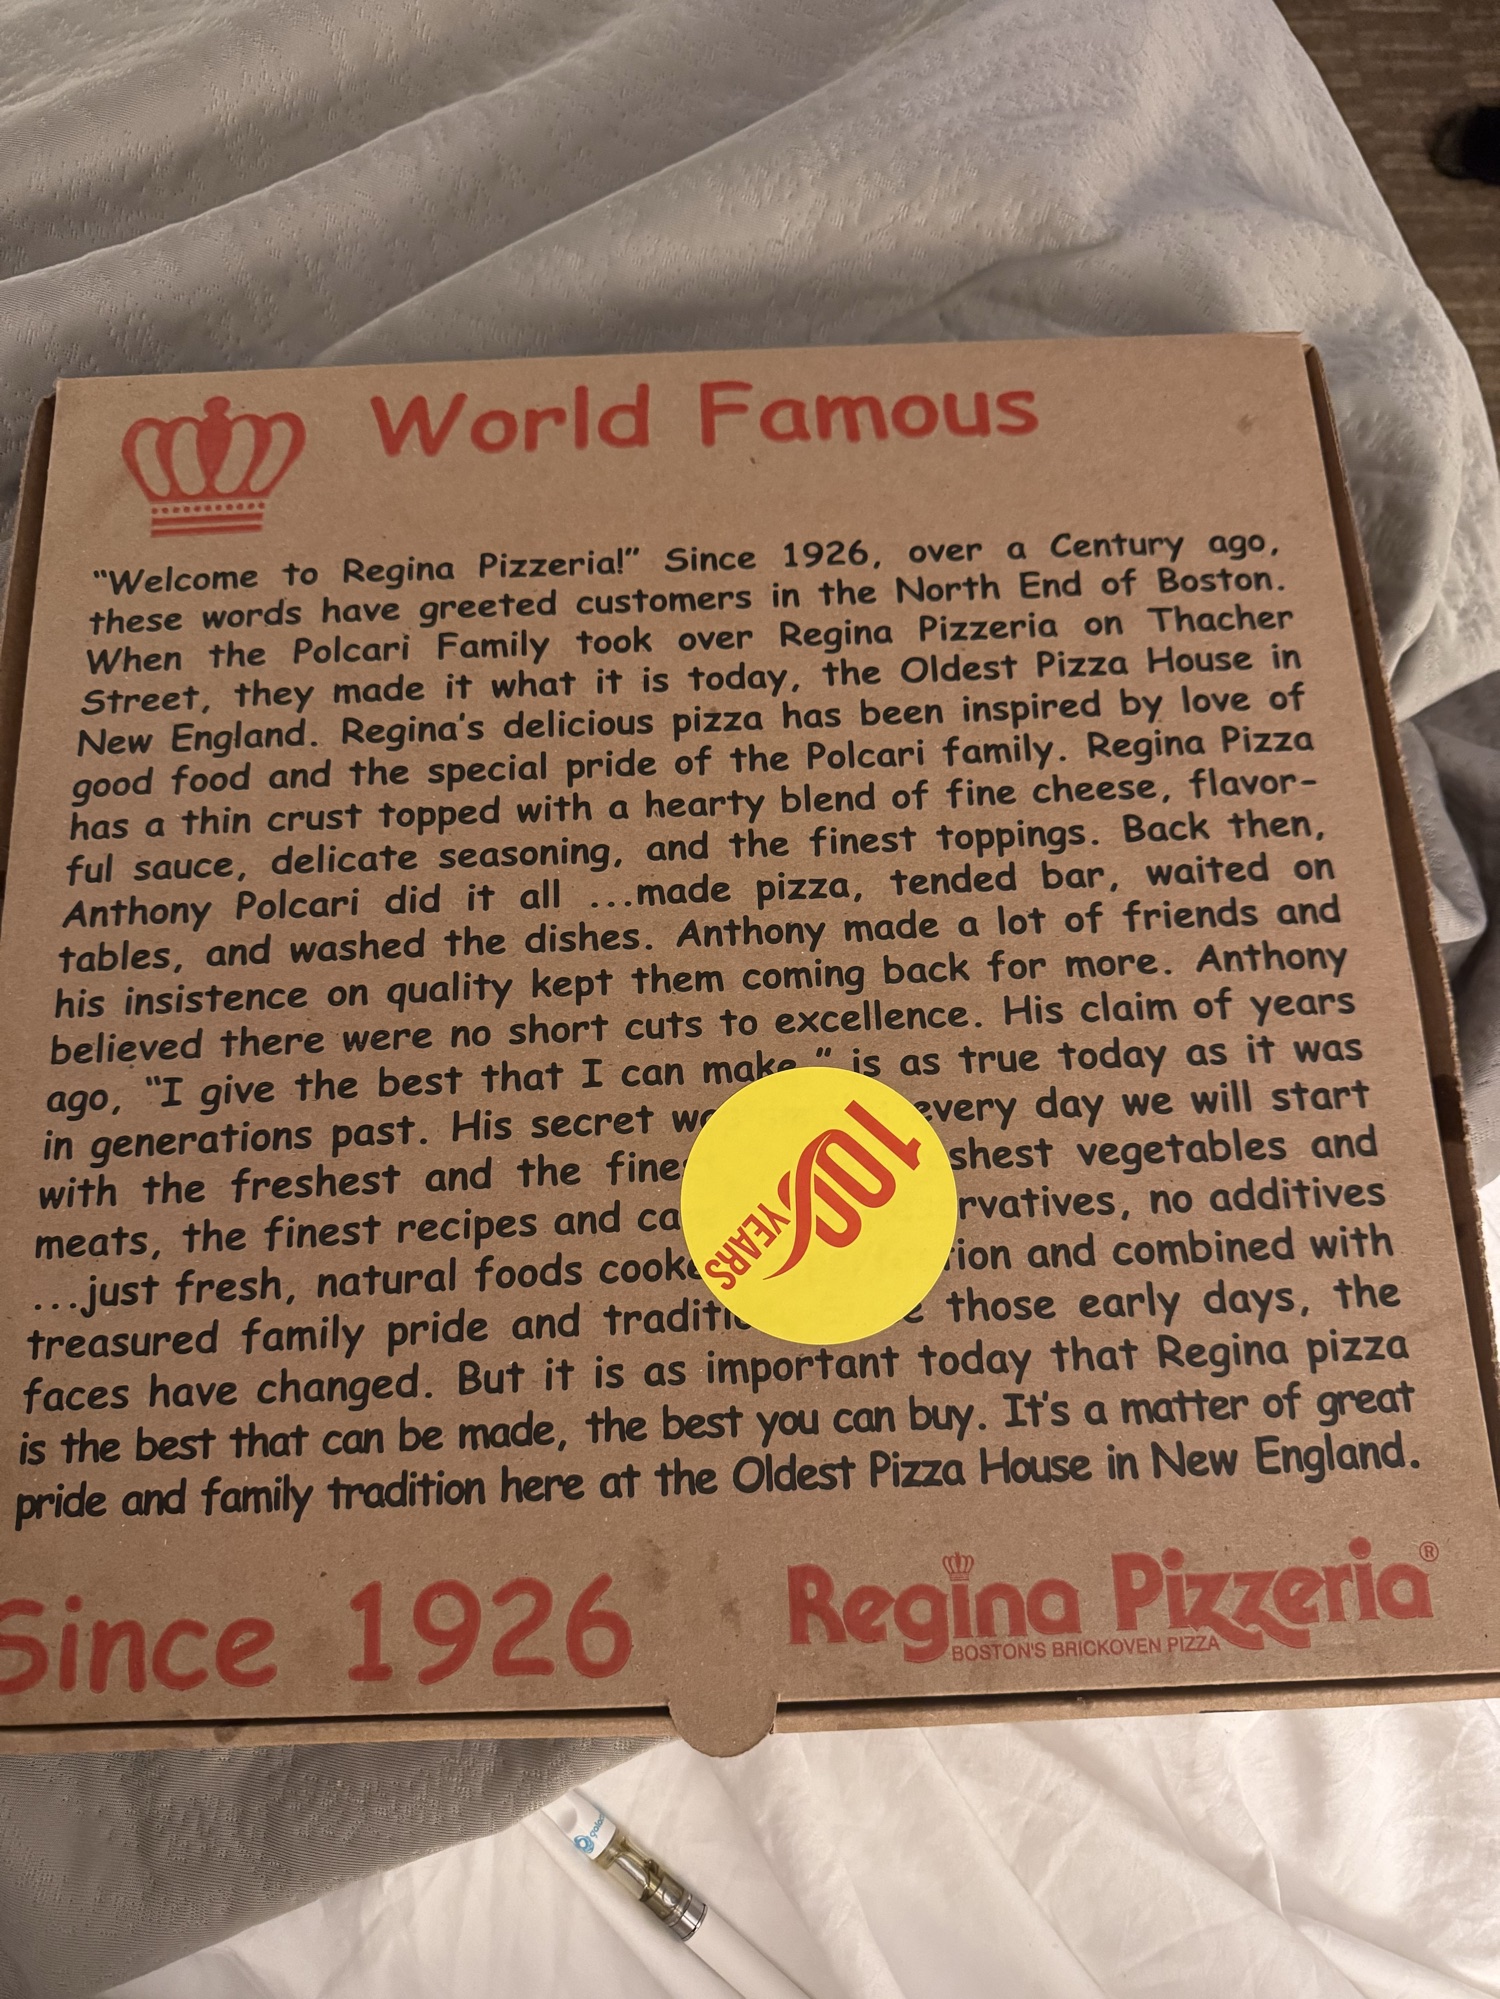 World Famous
“Welcome to Regina Pizzeria!” Since 1926, over a Century ago,
these words have greeted customers in the North End of Boston.
When the Polcari Family took over Regina Pizzeria on Thacher
Street, they made it what it is today, the Oldest Pizza House in
New England. Regina's delicious pizza has been inspired by love of
good food and the special pride of the Polcari family. Regina Pizza
has a thin crust topped with a hearty blend of fine cheese, flavor-
ful sauce, delicate seasoning, and the finest toppings. Back then,
Anthony Polcari did it all ...made pizza, tended bar, waited on
tables, and washed the dishes. Anthony made a lot of friends and
his insistence on quality kept them coming back for more. Anthony
believed there were no short cuts to excellence. His claim of years
ago, “I give the best that I can make ” is as true today as it was
in generations past. His secret every day we will start
with the freshest and the vegetables and
meats, the finest recipes and no additives
...just fresh, natural foods and combined with
treasured family pride and those early days, the
faces have changed. But it is as important today that Regina pizza
is the best that can be made, the best you can buy. It's a matter of great
pride and family tradition here at the Oldest Pizza House in New England.
100
YEARS
Since 1926
Regina Pizzeria®
BOSTON'S BRICKOVEN PIZZA